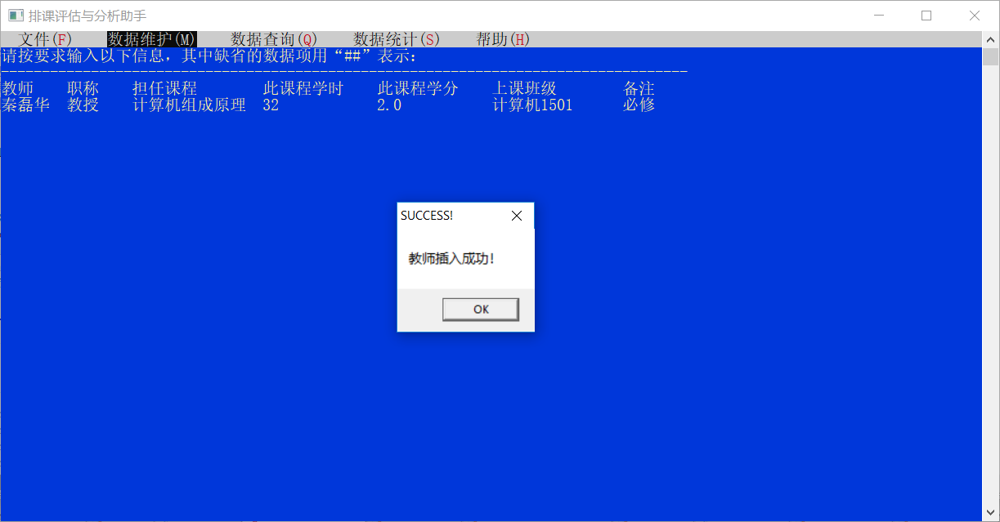 排课评估与分析助手
文件(F) 数据维护(M) 数据查询(Q) 数据统计(S) 帮助(H)
请按要求输入以下信息，其中缺省的数据项用“##”表示：
------------------------------------------------------------------------------------
教师 职称 担任课程 此课程学时 此课程学分 上课班级 备注
秦磊华 教授 计算机组成原理 32 2.0 计算机1501 必修
SUCCESS!
教师插入成功！
OK